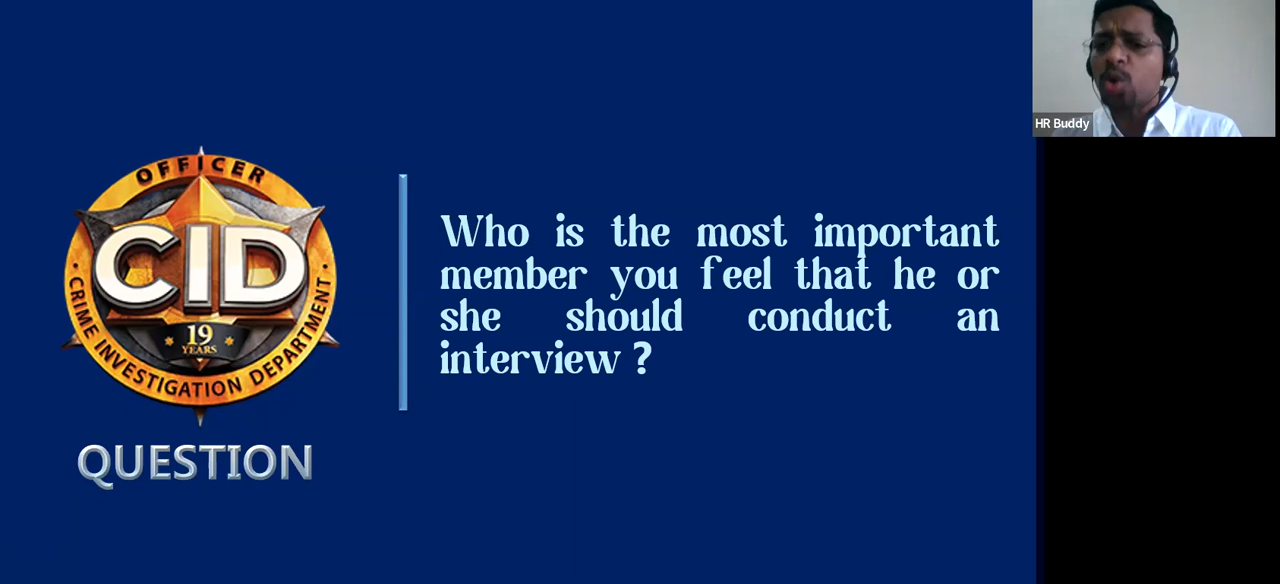 OFFICER
CID
19
YEARS
• CRIME INVESTIGATION DEPARTMENT •
QUESTION
Who is the most important
member you feel that he or
she should conduct an
interview ?
HR Buddy